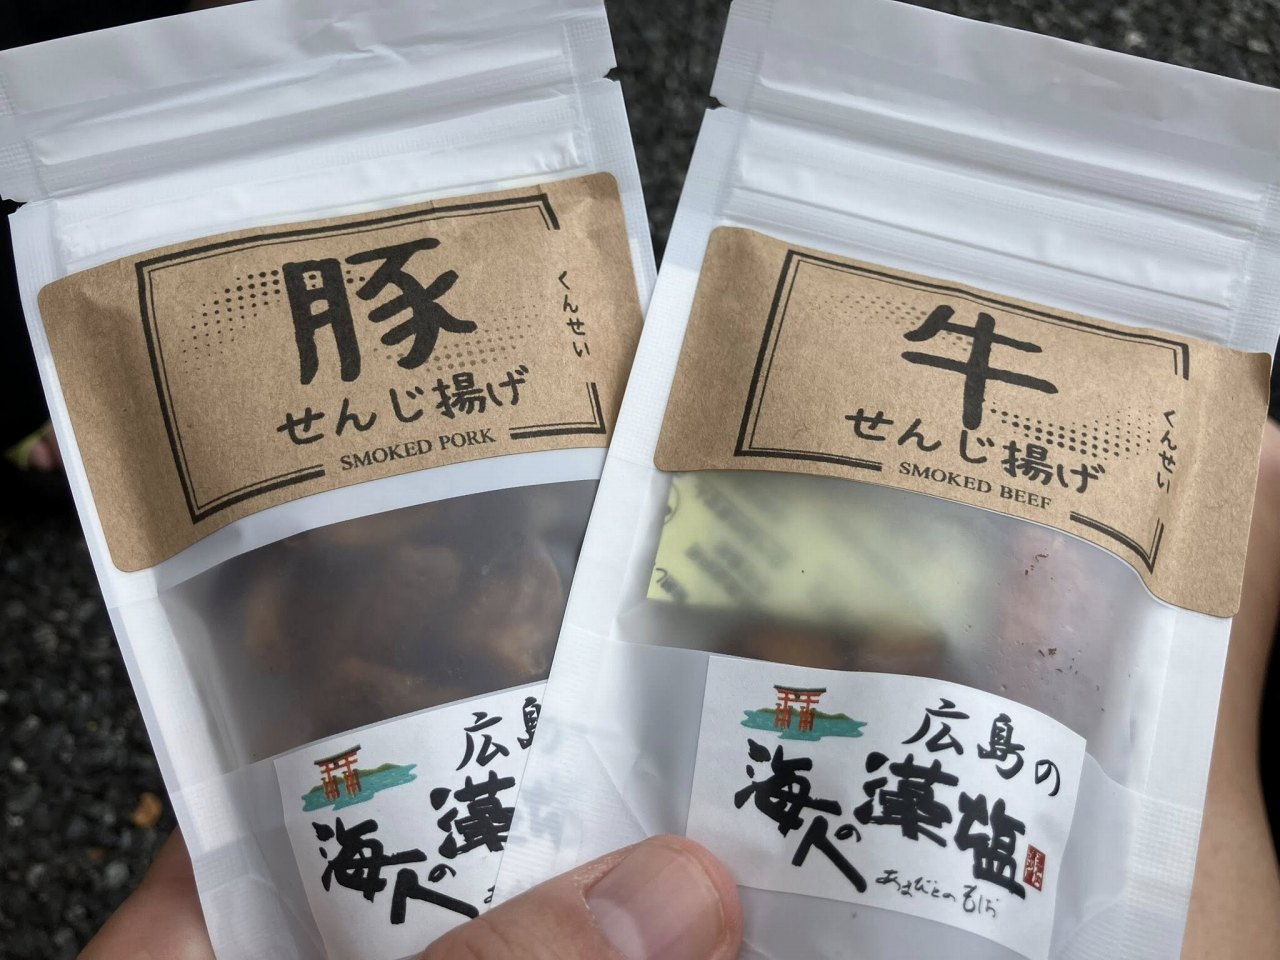 豚
せんじ揚げ
SMOKED PORK
くんせい
広島
海人の藻
牛
せんじ揚げ
SMOKED BEEF
くんせい
広島の
海人の藻塩
あまびとの もしお